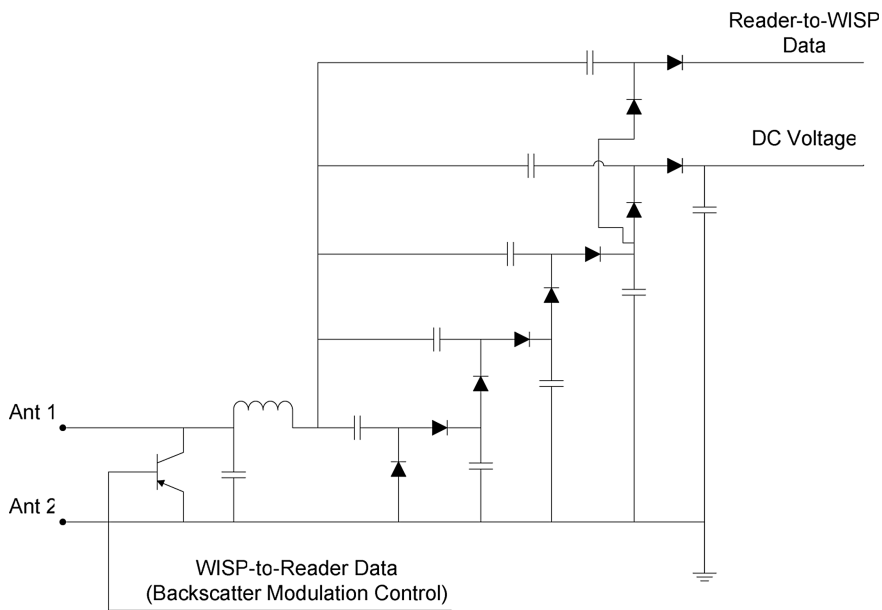 Reader-to-WISP
Data
DC Voltage
Ant 1
Ant 2
WISP-to-Reader Data
(Backscatter Modulation Control)